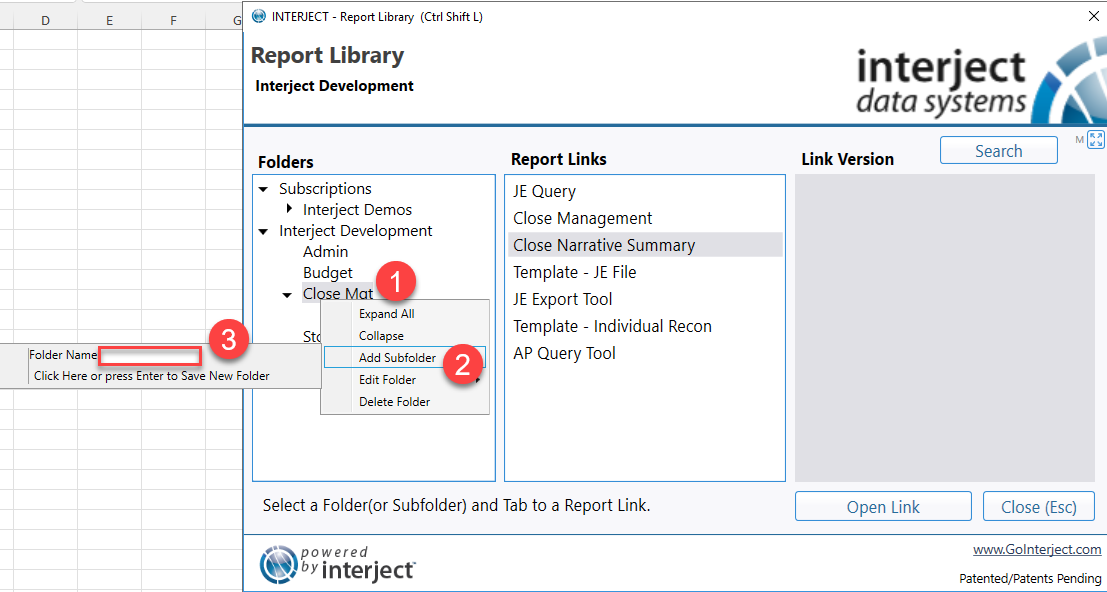 D E F G
INTERJECT - Report Library (Ctrl Shift L)
Report Library
Interject Development
interject
data systems
Search
M
Folders
Report Links
Link Version
Subscriptions
Interject Demos
Interject Development
Admin
Budget
Close Mgt
1
Expand All
Collapse
Add Subfolder
2
Edit Folder
Delete Folder
Folder Name
3
Click Here or press Enter to Save New Folder
JE Query
Close Management
Close Narrative Summary
Template - JE File
JE Export Tool
Template - Individual Recon
AP Query Tool
Select a Folder(or Subfolder) and Tab to a Report Link.
Open Link
Close (Esc)
powered
by interject
www.GoInterject.com
Patented/Patents Pending